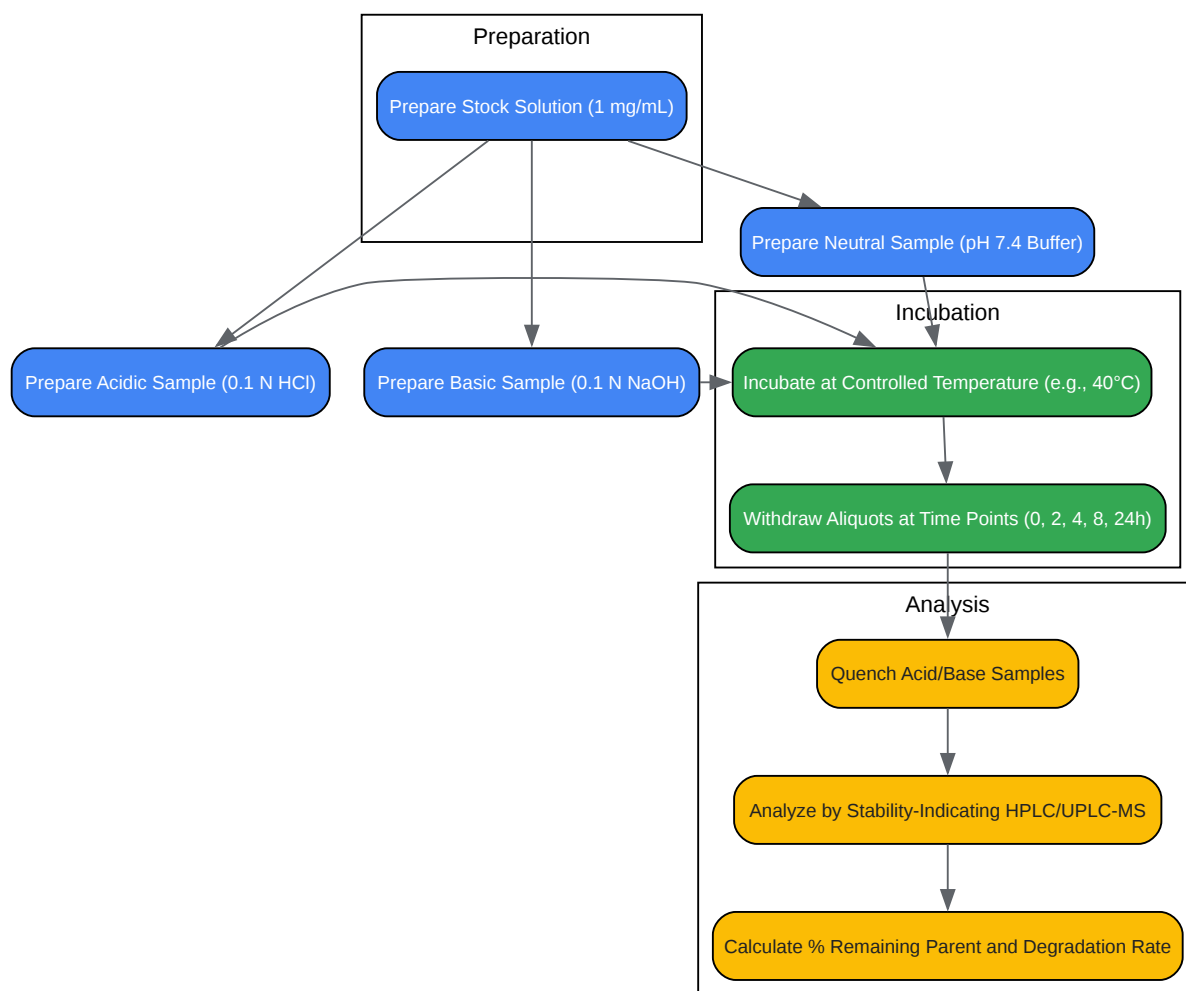 Preparation
Prepare Stock Solution (1 mg/mL)
Prepare Neutral Sample (pH 7.4 Buffer)
Incubation
Prepare Acidic Sample (0.1 N HCl)
Prepare Basic Sample (0.1 N NaOH)
Incubate at Controlled Temperature (e.g., 40°C)
Withdraw Aliquots at Time Points (0, 2, 4, 8, 24h)
Analysis
Quench Acid/Base Samples
Analyze by Stability-Indicating HPLC/UPLC-MS
Calculate % Remaining Parent and Degradation Rate